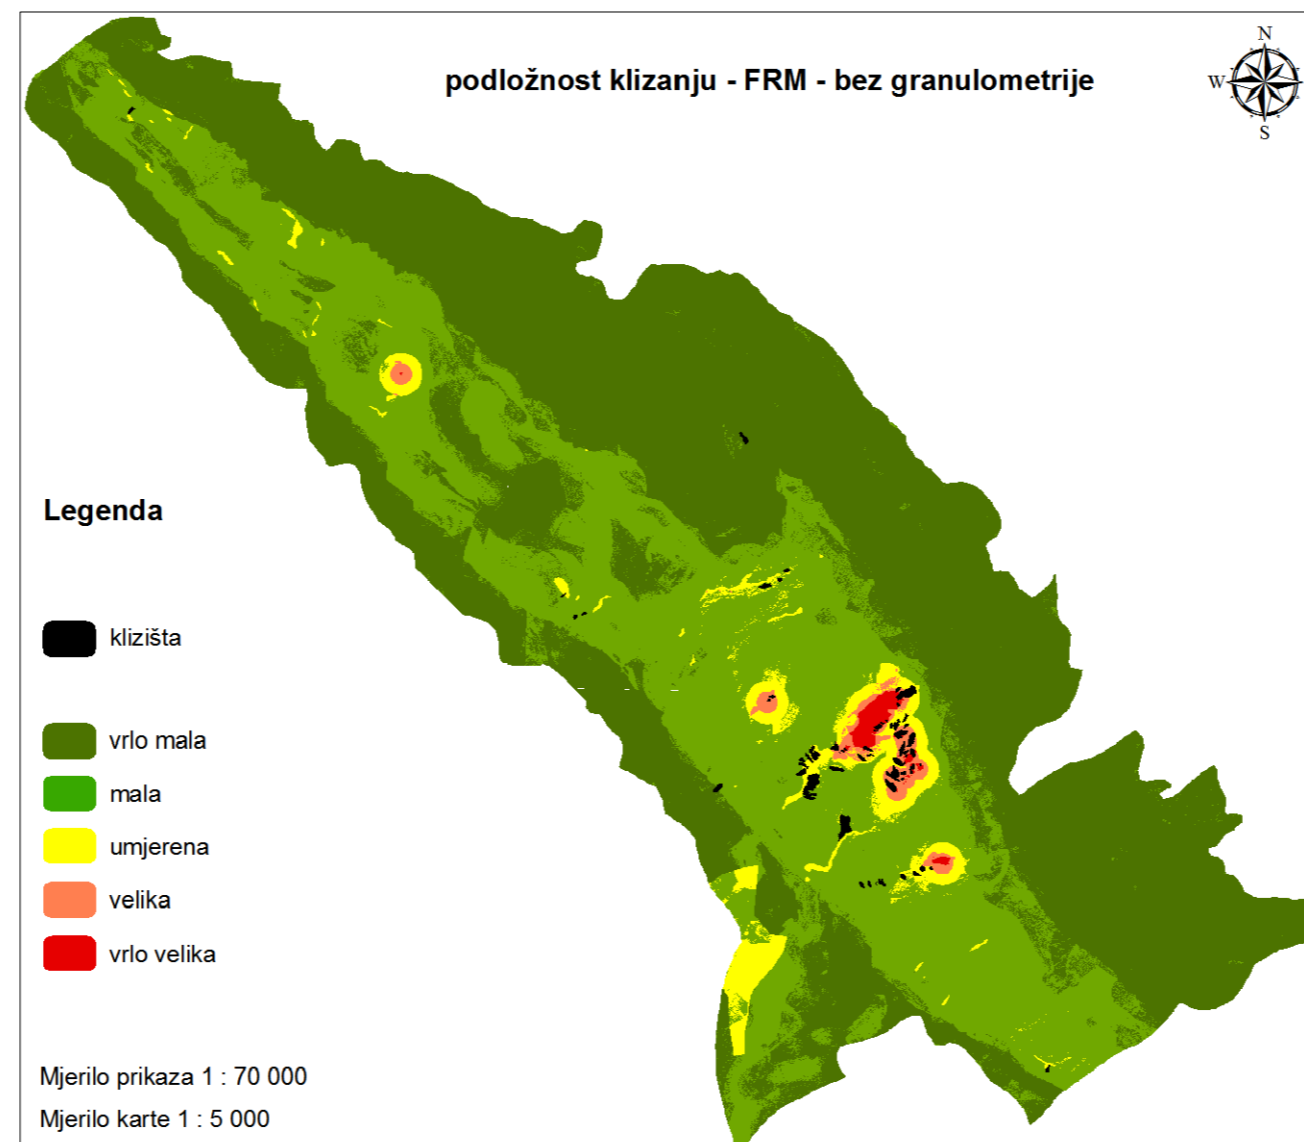 podložnost klizanju - FRM - bez granulometrije
N
W
S
Legenda
klizišta
vrlo mala
mala
umjerena
velika
vrlo velika
Mjerilo prikaza 1 : 70 000
Mjerilo karte 1 : 5 000